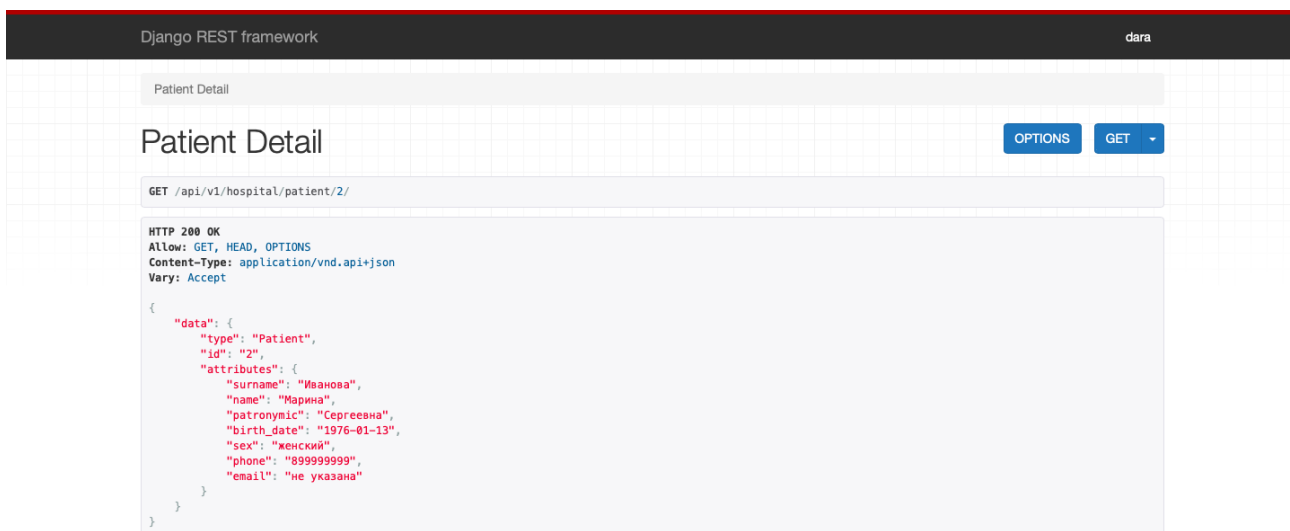 Django REST framework
dara
Patient Detail
Patient Detail
OPTIONS
GET
GET /api/v1/hospital/patient/2/
HTTP 200 OK
Allow: GET, HEAD, OPTIONS
Content-Type: application/vnd.api+json
Vary: Accept
{
"data": {
"type": "Patient",
"id": "2",
"attributes": {
"surname": "Иванова",
"name": "Марина",
"patronymic": "Сергеевна",
"birth_date": "1976-01-13",
"sex": "женский",
"phone": "899999999",
"email": "не указана"
}
}
}